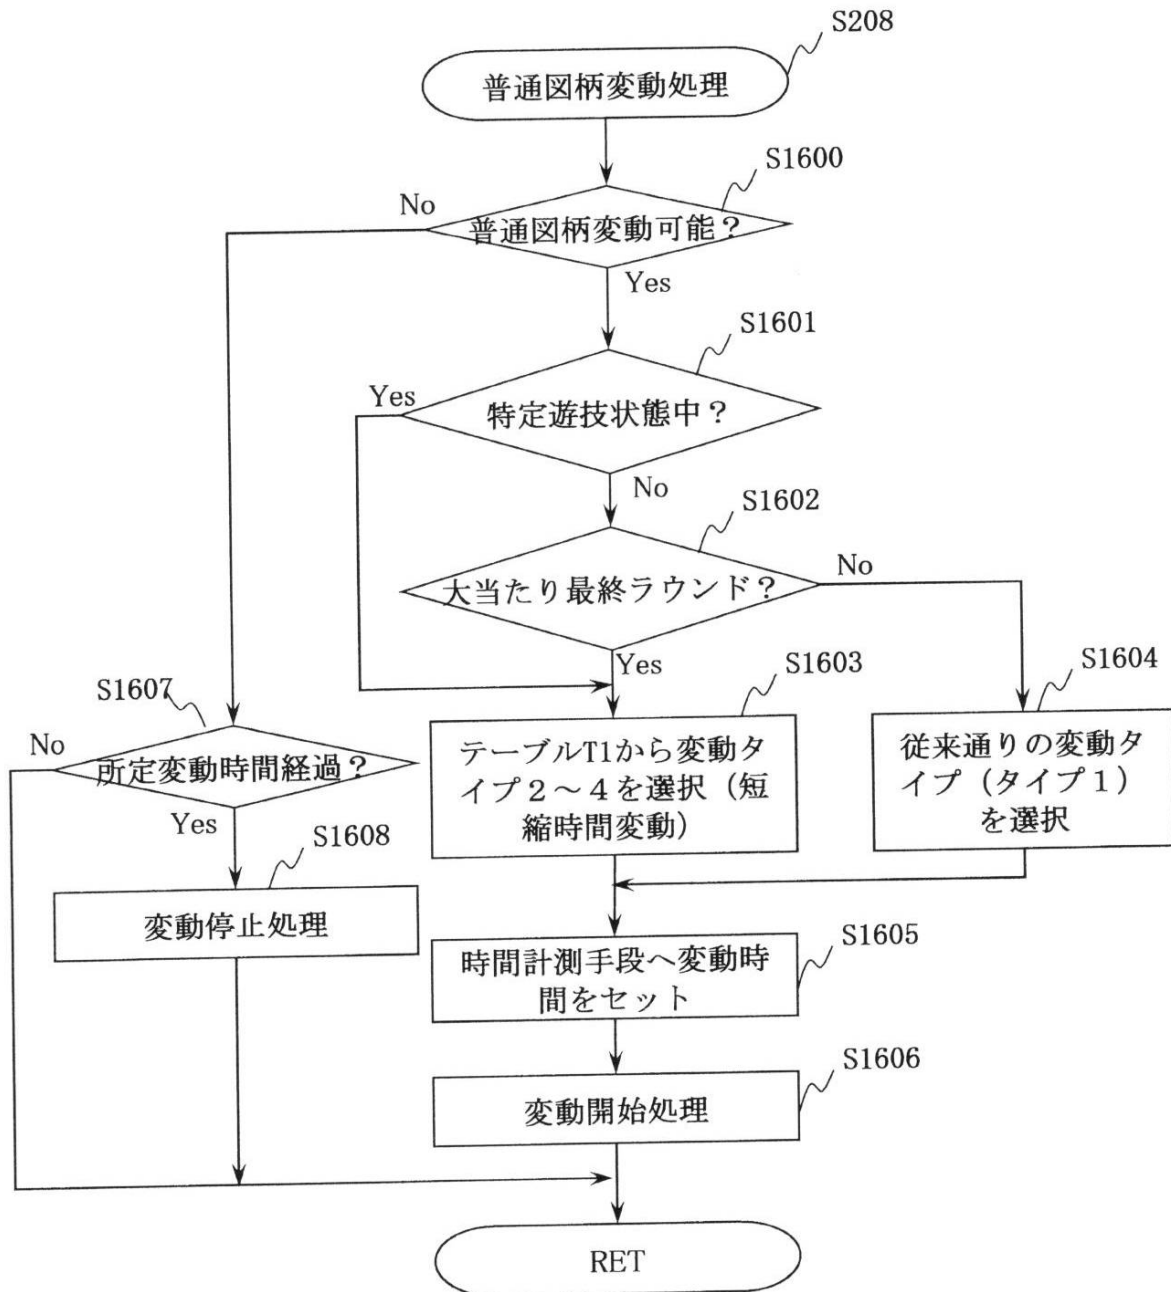 S208
普通図柄変動処理
S1600
No
普通図柄変動可能？
Yes
S1601
Yes
特定遊技状態中？
No
S1602
No
大当たり最終ラウンド？
Yes
S1603
S1604
S1607
No
所定変動時間経過？
Yes
テーブルT1から変動タ
イプ２～４を選択（短
縮時間変動）
従来通りの変動タ
イプ（タイプ１）
を選択
S1608
変動停止処理
S1605
時間計測手段へ変動時
間をセット
S1606
変動開始処理
RET